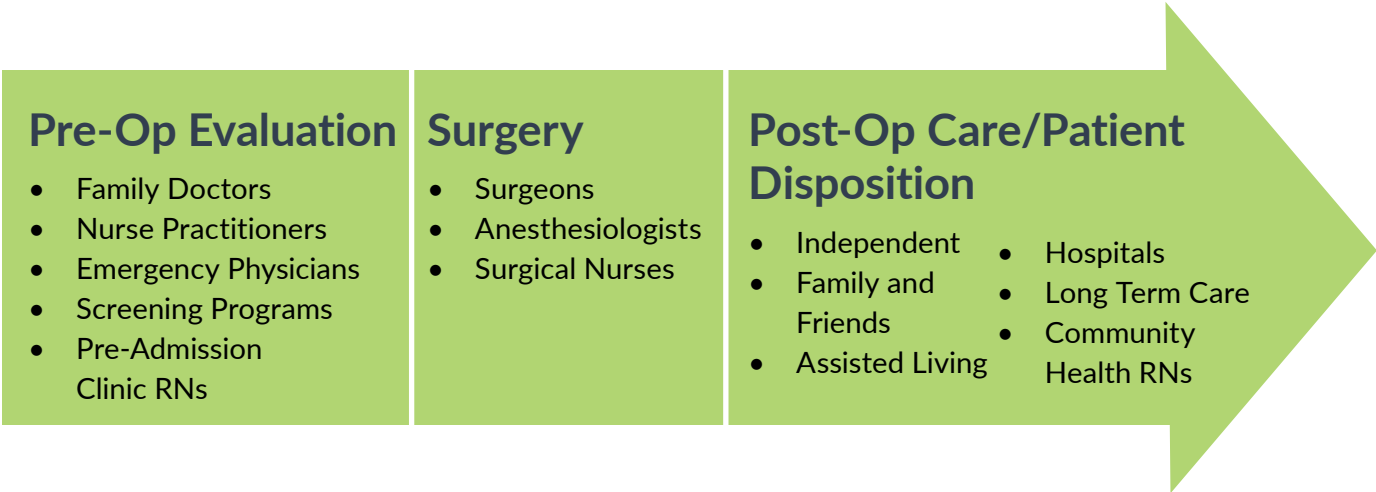 Pre-Op Evaluation
• Family Doctors
• Nurse Practitioners
• Emergency Physicians
• Screening Programs
• Pre-Admission
Clinic RNs
Surgery
• Surgeons
• Anesthesiologists
• Surgical Nurses
Post-Op Care/Patient
Disposition
• Independent
• Family and
Friends
• Assisted Living
• Hospitals
• Long Term Care
• Community
Health RNs